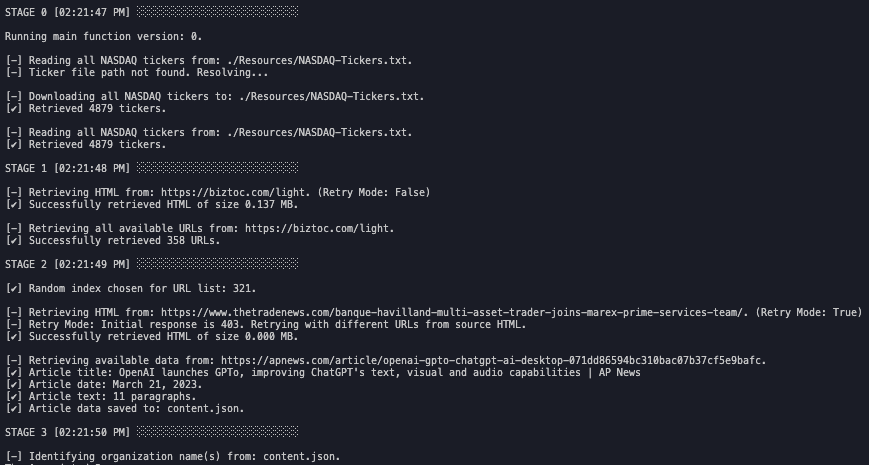 STAGE 0 [02:21:47 PM] ░░░░░░░░░░░░░░░░░░░░░░░░░░░
Running main function version: 0.
[−] Reading all NASDAQ tickers from: ./Resources/NASDAQ−Tickers.txt.
[−] Ticker file path not found. Resolving...
[−] Downloading all NASDAQ tickers to: ./Resources/NASDAQ−Tickers.txt.
[✔] Retrieved 4879 tickers.
[−] Reading all NASDAQ tickers from: ./Resources/NASDAQ−Tickers.txt.
[✔] Retrieved 4879 tickers.
STAGE 1 [02:21:48 PM] ░░░░░░░░░░░░░░░░░░░░░░░░░░░
[−] Retrieving HTML from: https://biztoc.com/light. (Retry Mode: False)
[✔] Successfully retrieved HTML of size 0.137 MB.
[−] Retrieving all available URLs from: https://biztoc.com/light.
[✔] Successfully retrieved 358 URLs.
STAGE 2 [02:21:49 PM] ░░░░░░░░░░░░░░░░░░░░░░░░░░░
[✔] Random index chosen for URL list: 321.
[−] Retrieving HTML from: https://www.thetradenews.com/banque−havilland−multi−asset−trader−joins−marex−prime−services−team/. (Retry Mode: True)
[−] Retry Mode: Initial response is 403. Retrying with different URLs from source HTML.
[✔] Successfully retrieved HTML of size 0.000 MB.
[−] Retrieving available data from: https://apnews.com/article/openai−gpto−chatgpt−ai−desktop−071dd86594bc310bac07b37cf5e9bafc.
[✔] Article title: OpenAI launches GPTo, improving ChatGPT's text, visual and audio capabilities | AP News
[✔] Article date: March 21, 2023.
[✔] Article text: 11 paragraphs.
[✔] Article data saved to: content.json.
STAGE 3 [02:21:50 PM] ░░░░░░░░░░░░░░░░░░░░░░░░░░░
[−] Identifying organization name(s) from: content.json.